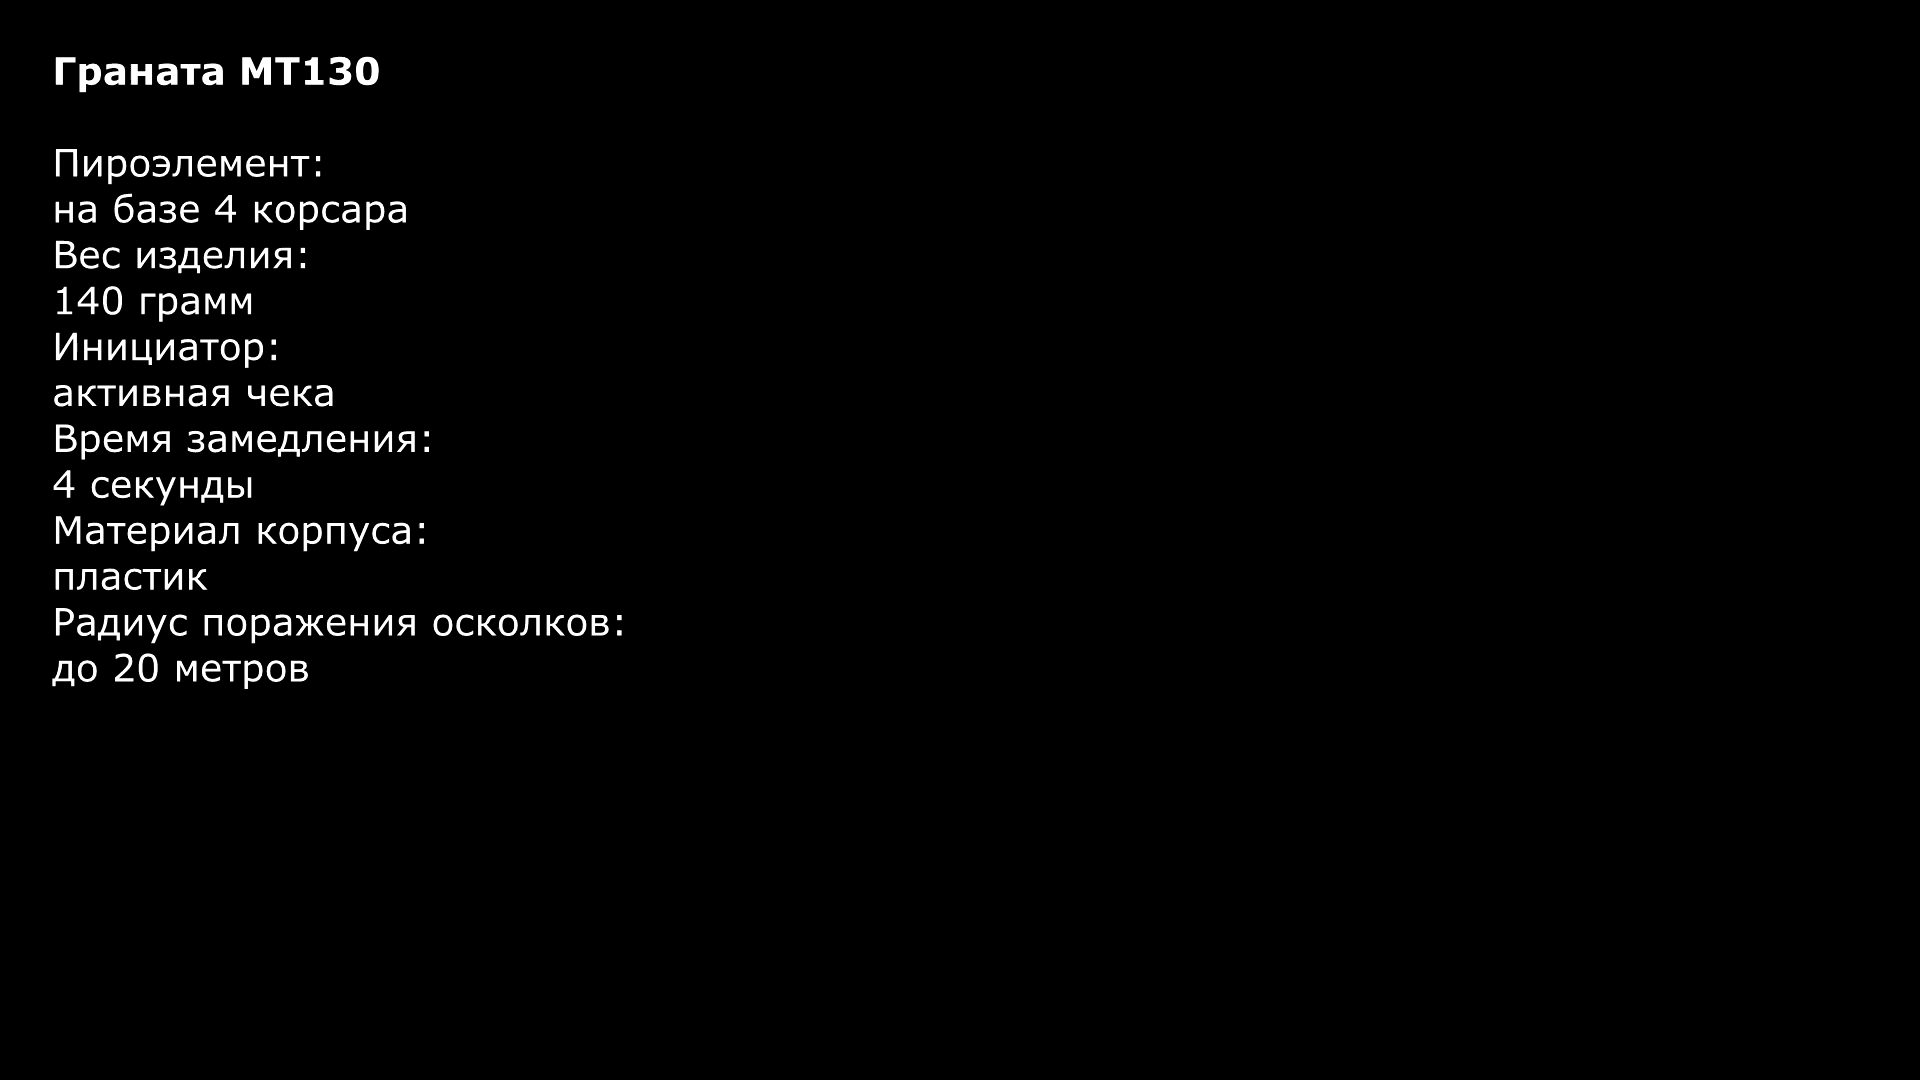 Граната МТ130
Пироэлемент:
на базе 4 корсара
Вес изделия:
140 грамм
Инициатор:
активная чека
Время замедления:
4 секунды
Материал корпуса:
пластик
Радиус поражения осколков:
до 20 метров